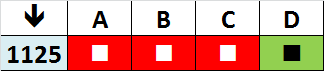 🡫 A B C D
1125 ■ ■ ■ ■